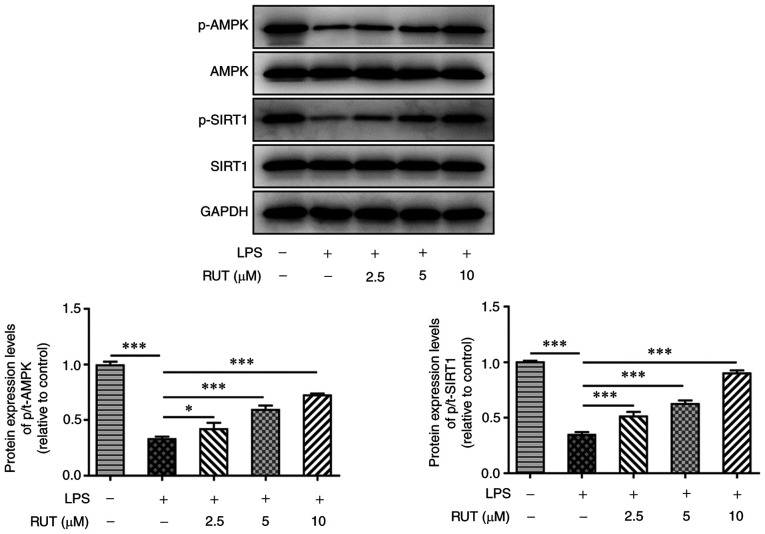 p-AMPK
AMPK
p-SIRT1
SIRT1
GAPDH
LPS – + + + +
RUT (μM) – – 2.5 5 10
Protein expression levels
of p/t-AMPK
(relative to control)
1.5
1.0
0.5
0.0
***
***
***
*
LPS – + + + +
RUT (μM) – – 2.5 5 10
Protein expression levels
of p/t-SIRT1
(relative to control)
1.5
1.0
0.5
0.0
***
***
***
***
LPS – + + + +
RUT (μM) – – 2.5 5 10